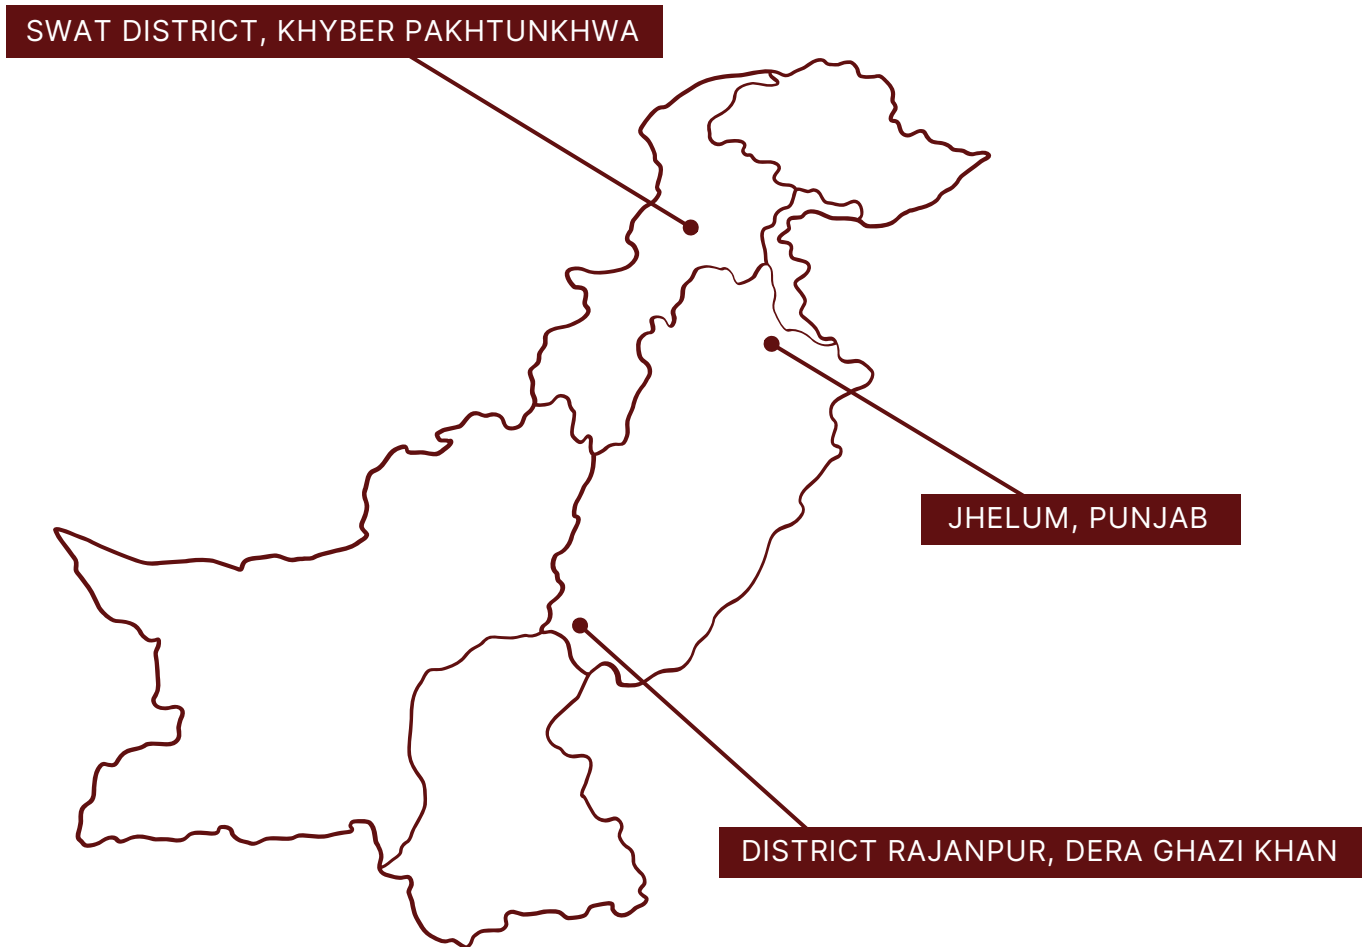 SWAT DISTRICT, KHYBER PAKHTUNKHWA
JHELUM, PUNJAB
DISTRICT RAJANPUR, DERA GHAZI KHAN